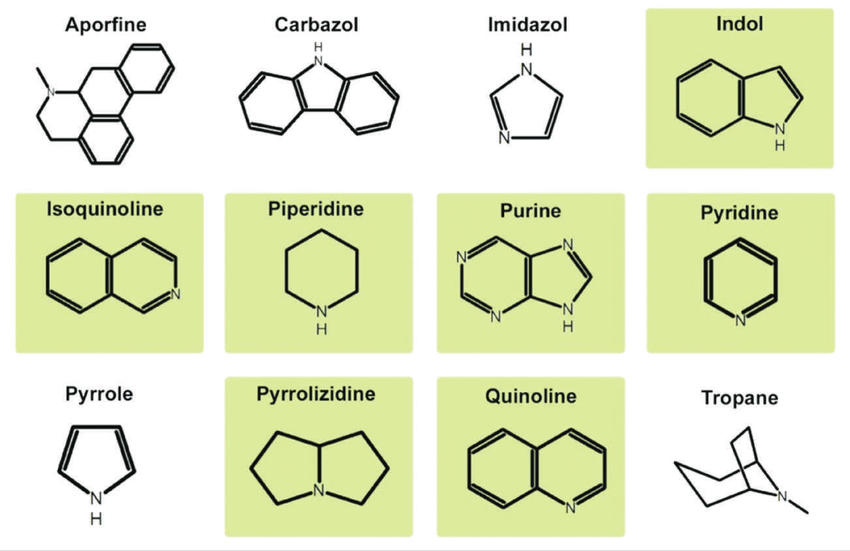 Aporfine
Carbazol
Imidazol
Indol
N
H
N
H
N
N
N
H
Isoquinoline
Piperidine
Purine
Pyridine
N
N
H
N
N
N
N
H
N
Pyrrole
Pyrrolizidine
Quinoline
Tropane
N
H
N
N
N